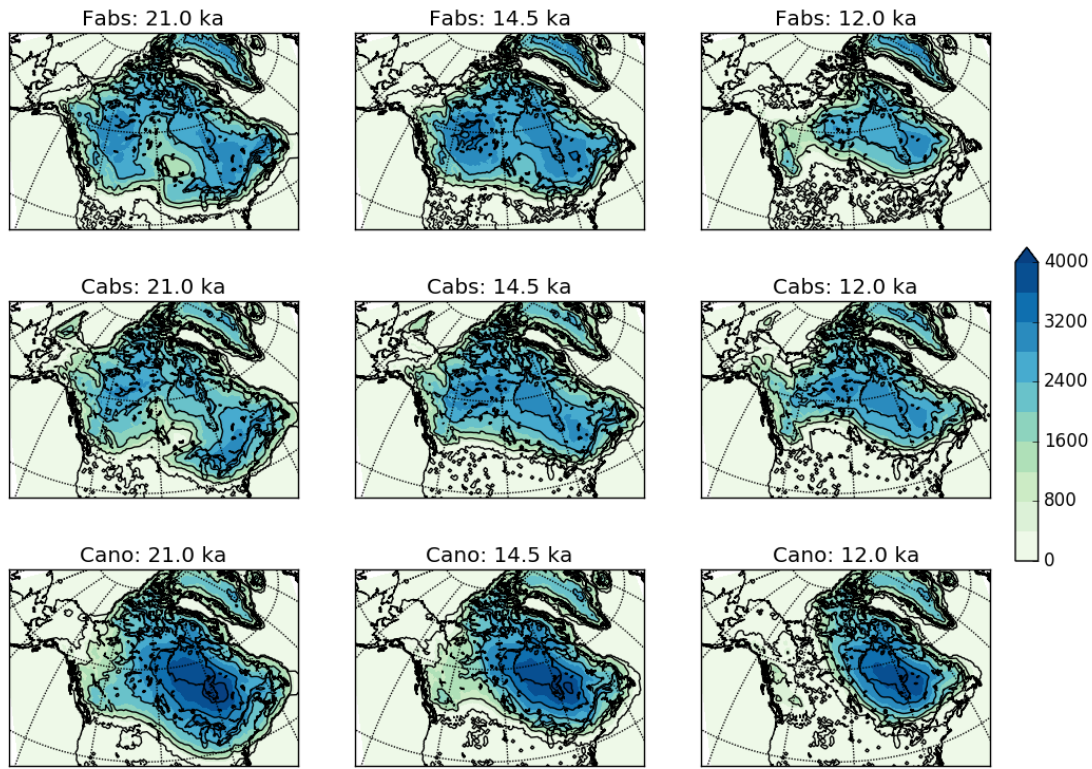 Fabs: 21.0 ka
Fabs: 14.5 ka
Fabs: 12.0 ka
Cabs: 21.0 ka
Cabs: 14.5 ka
Cabs: 12.0 ka
4000
3200
2400
1600
800
0
Cano: 21.0 ka
Cano: 14.5 ka
Cano: 12.0 ka